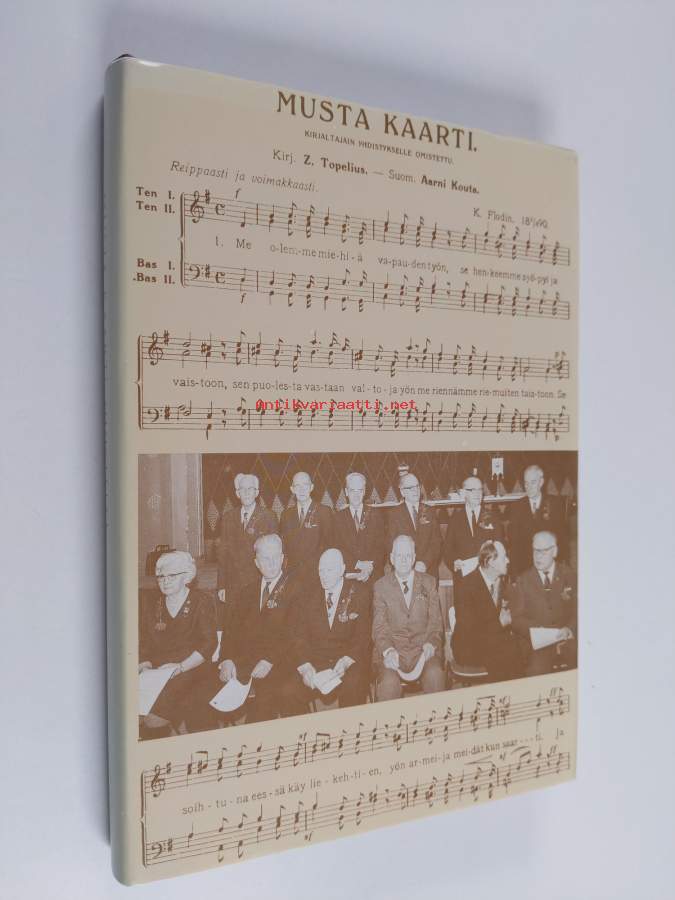 MUSTA KAARTI.
KIRJALTAJAIN YHDISTYKSELLE OMISTETTU.
Kirj. Z. Topelius. — Suom. Aarni Kouta.
Reippaasti ja voimakkaasti.
K. Flodin,
Ten I.
Ten II.
f
1. Me o-lem-me mie-hi-ä va-pau-den työn, se hen-keemme syö-pyi ja
Bas I.
Bas II.
f
vais-toon, sen puo-les-ta vas-taan val-to-ja yön me riennämme rie-muiten tais-toon. Se
antikvariaatti.net
soih-tu-na ees-sä käy lie-keh-ti-en, yön ar-mei-ja mei-dät kun saar---ti, ja